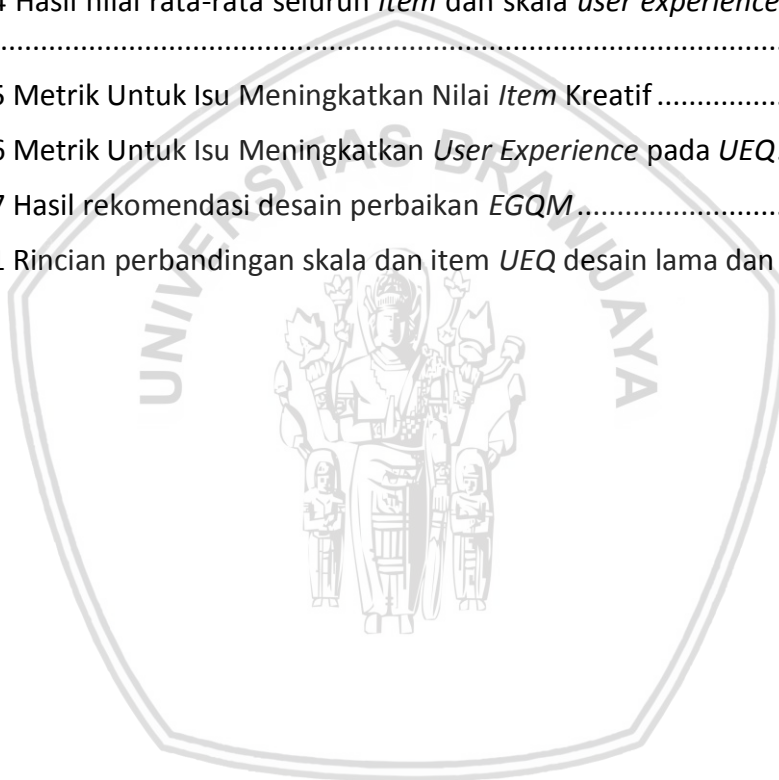 4 Hasil nilai rata-rata seluruh item dan skala user experience
................................................................................
5 Metrik Untuk Isu Meningkatkan Nilai Item Kreatif ..................
6 Metrik Untuk Isu Meningkatkan User Experience pada UEQ.
7 Hasil rekomendasi desain perbaikan EGQM .............................
1 Rincian perbandingan skala dan item UEQ desain lama dan
UNIVERSITAS BRAWIJAYA